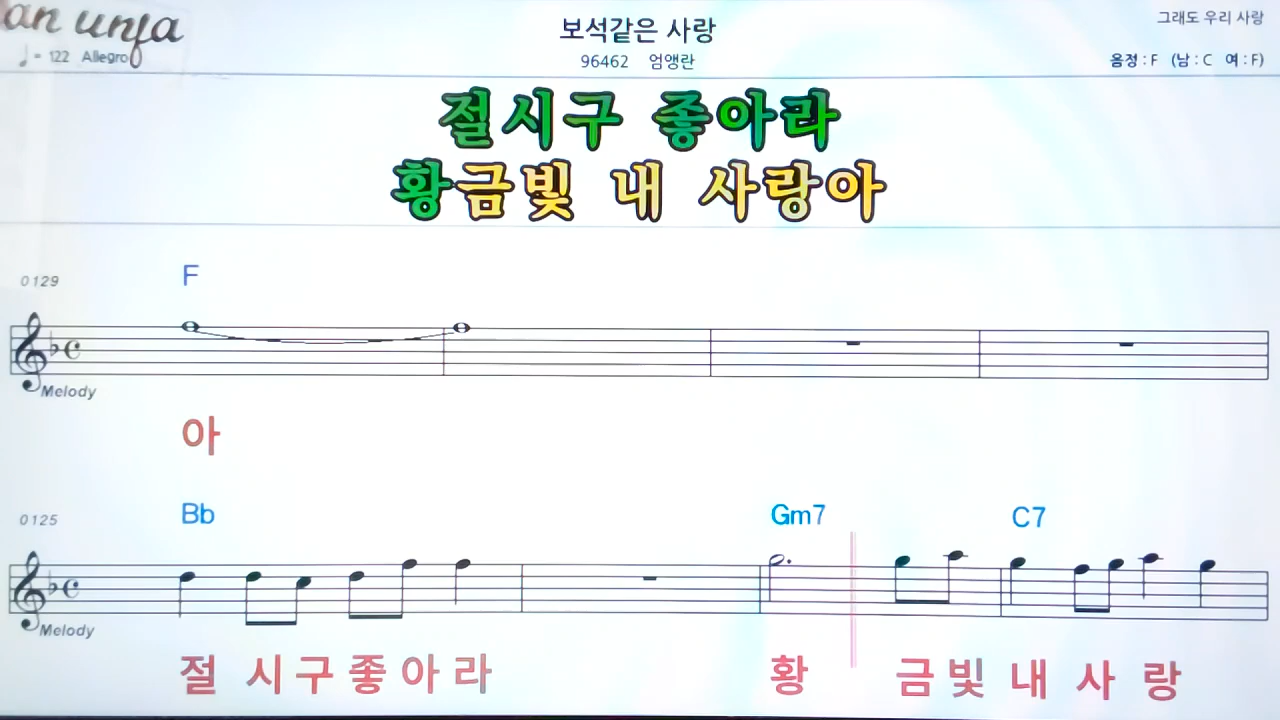 an unja
보석같은 사랑
그래도 우리 사랑
♩= 122 Allegro
96462 엄앵란
음정 : F (남 : C 여 : F)
절시구 좋아라
황금빛 내 사랑아
0129
F
Melody
아
0125
Bb Gm7 C7
Melody
절 시구 좋아 라 황 금빛 내 사 랑